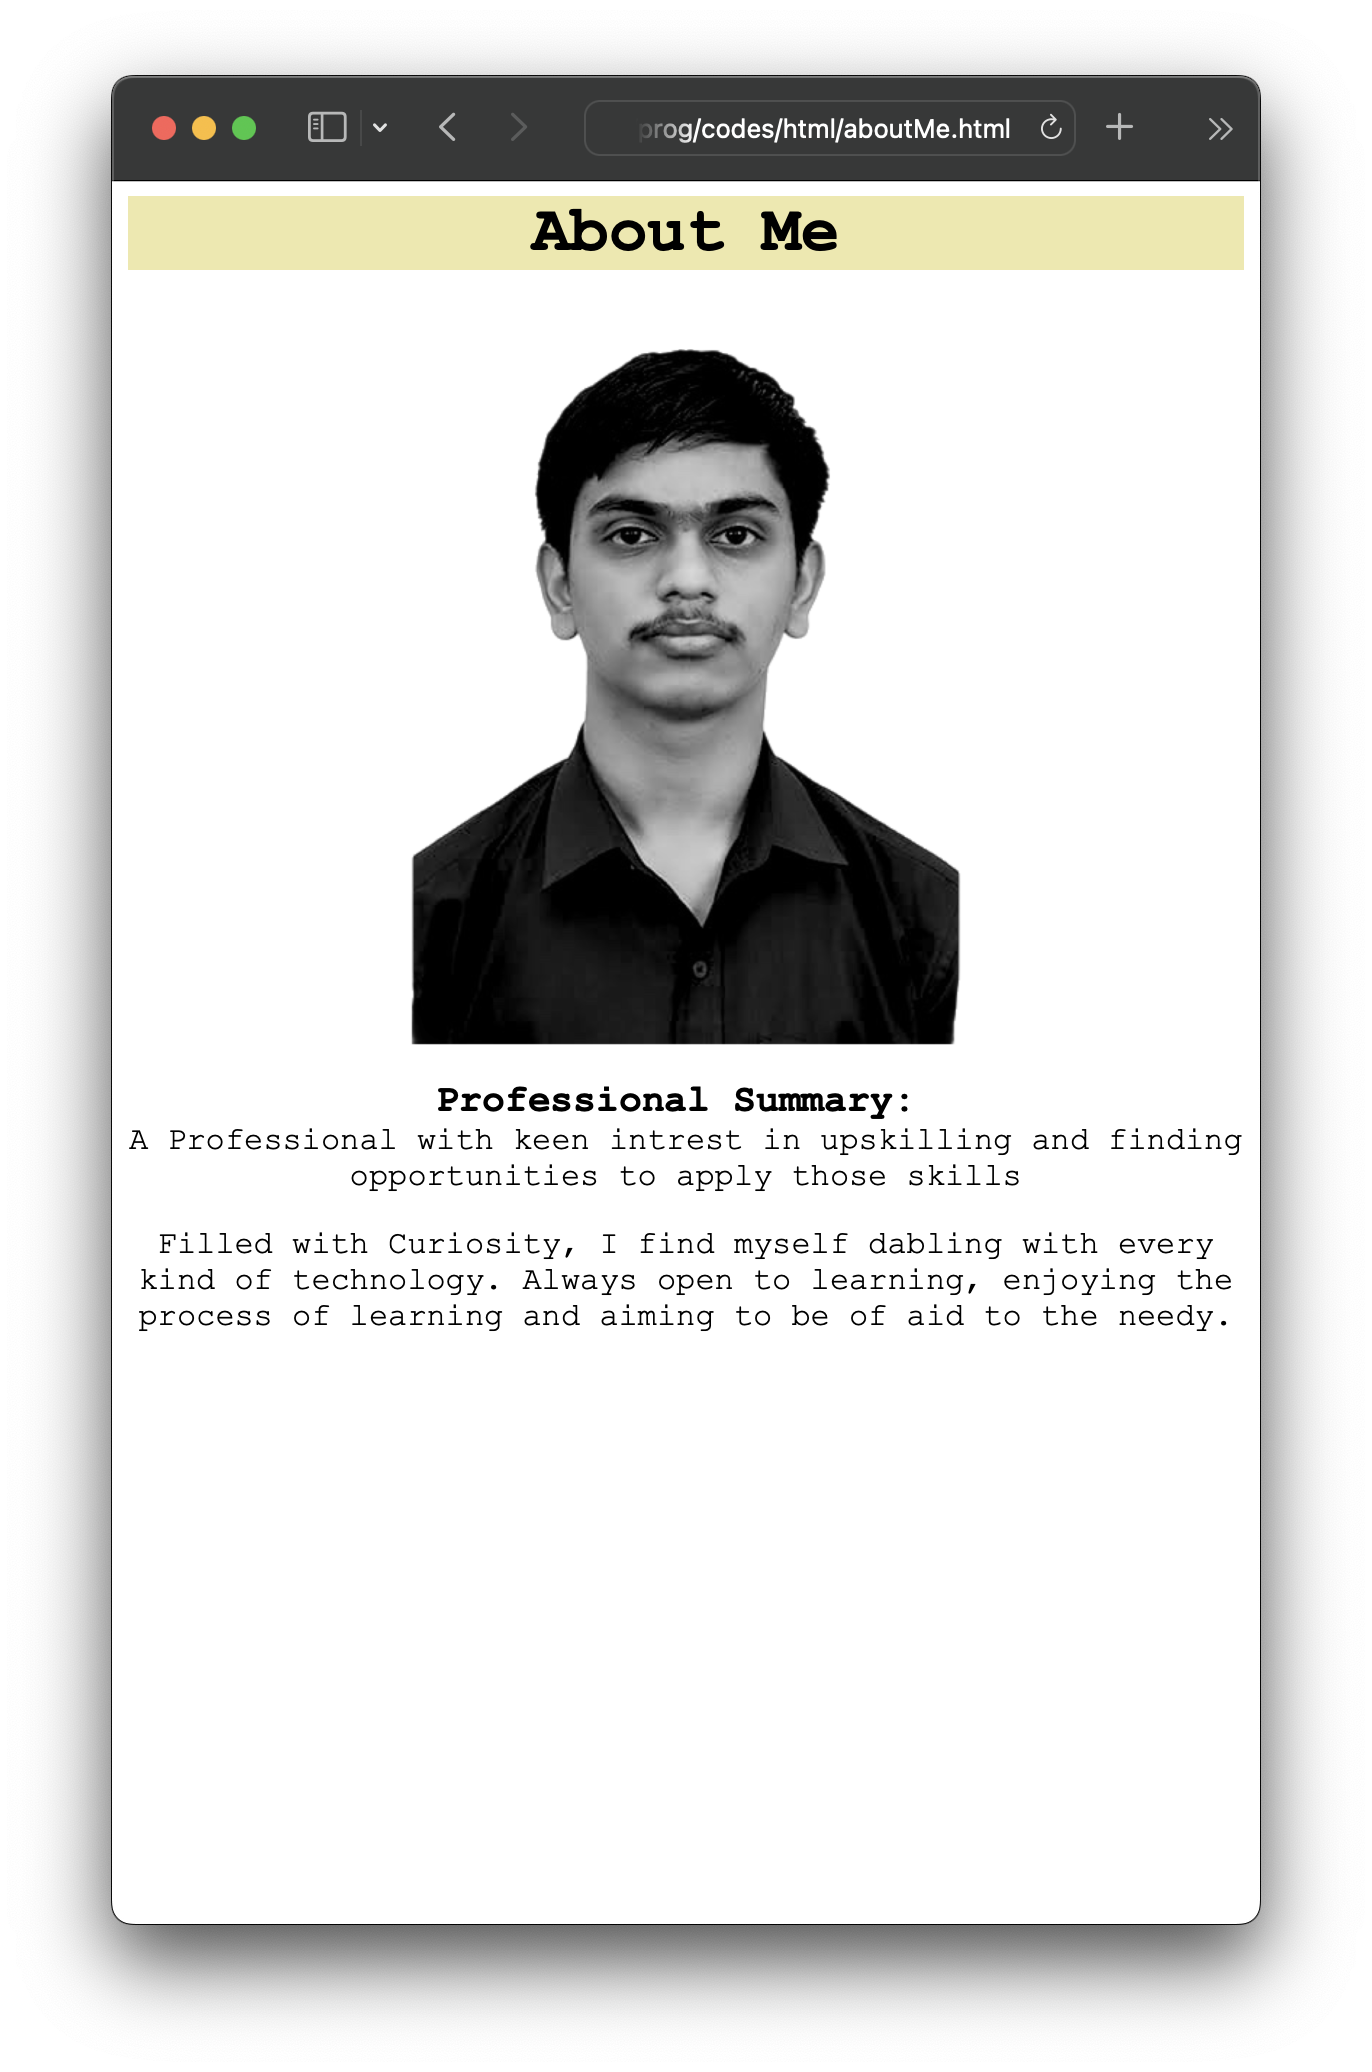 prog/codes/html/aboutMe.html
About Me
Professional Summary:
A Professional with keen intrest in upskilling and finding
opportunities to apply those skills
Filled with Curiosity, I find myself dabling with every
kind of technology. Always open to learning, enjoying the
process of learning and aiming to be of aid to the needy.